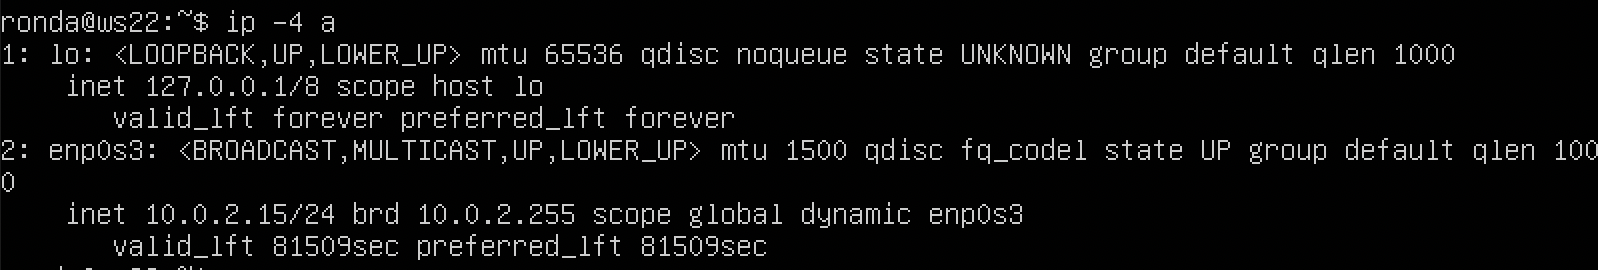 ronda@ws22:~$ ip -4 a
1: lo: <LOOPBACK,UP,LOWER_UP> mtu 65536 qdisc noqueue state UNKNOWN group default qlen 1000
    inet 127.0.0.1/8 scope host lo
       valid_lft forever preferred_lft forever
2: enp0s3: <BROADCAST,MULTICAST,UP,LOWER_UP> mtu 1500 qdisc fq_codel state UP group default qlen 100
0
    inet 10.0.2.15/24 brd 10.0.2.255 scope global dynamic enp0s3
       valid_lft 81509sec preferred_lft 81509sec